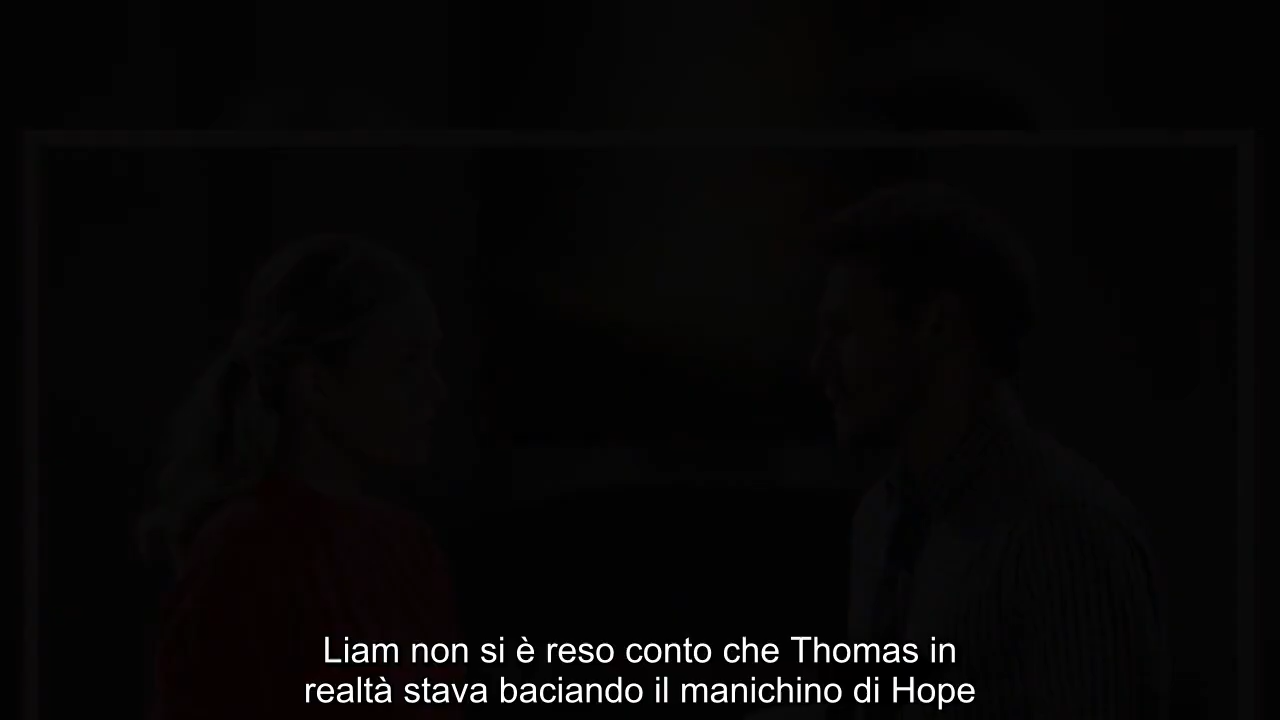 Liam non si è reso conto che Thomas in
realtà stava baciando il manichino di Hope